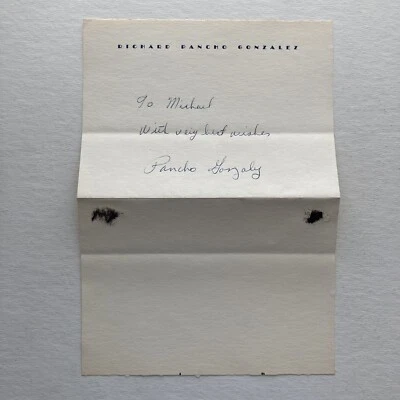 RICHARD PANCHO GONZALEZ
To Michael
With very best wishes
Pancho Gonzalez